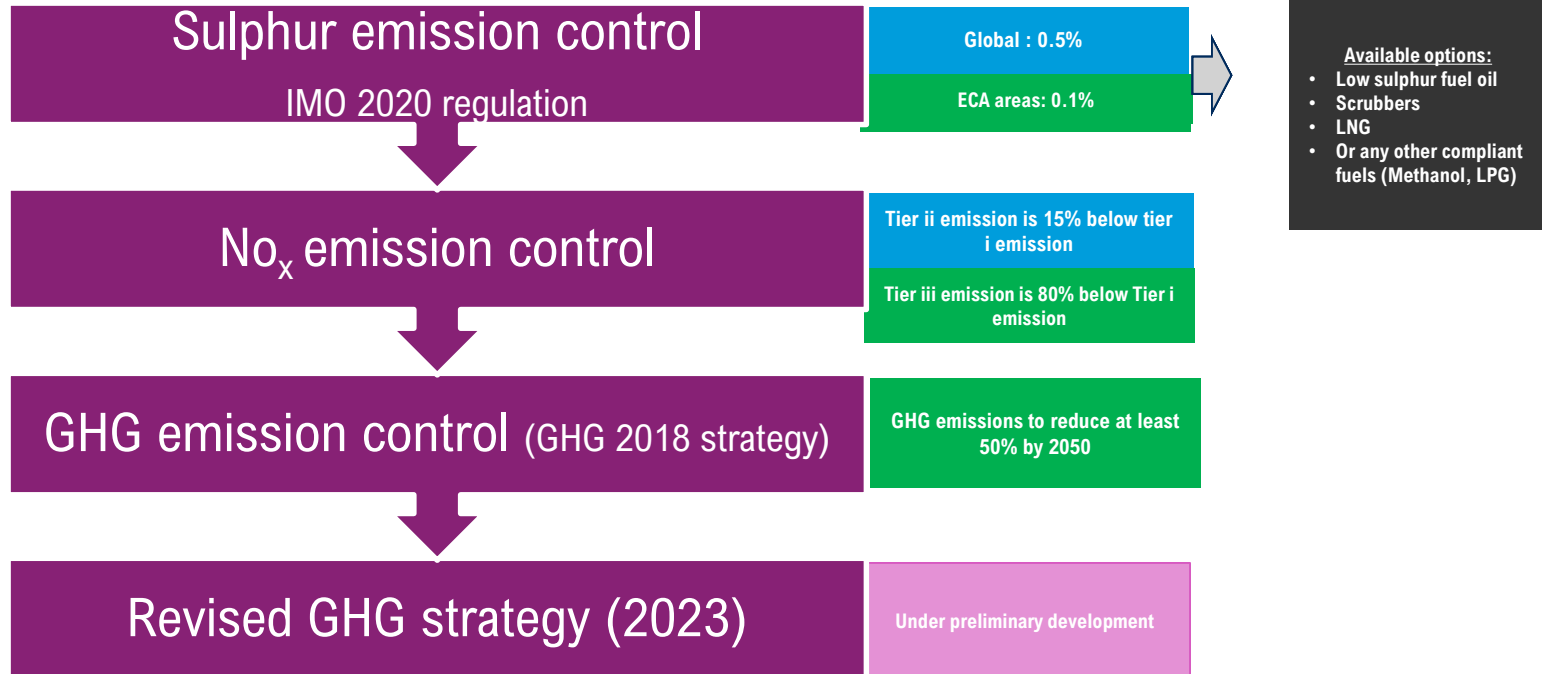 Sulphur emission control
IMO 2020 regulation
Global : 0.5%
ECA areas: 0.1%
Available options:
• Low sulphur fuel oil
• Scrubbers
• LNG
• Or any other compliant
fuels (Methanol, LPG)
Noₓ emission control
Tier ii emission is 15% below tier
i emission
Tier iii emission is 80% below Tier i
emission
GHG emission control (GHG 2018 strategy)
GHG emissions to reduce at least
50% by 2050
Revised GHG strategy (2023)
Under preliminary development